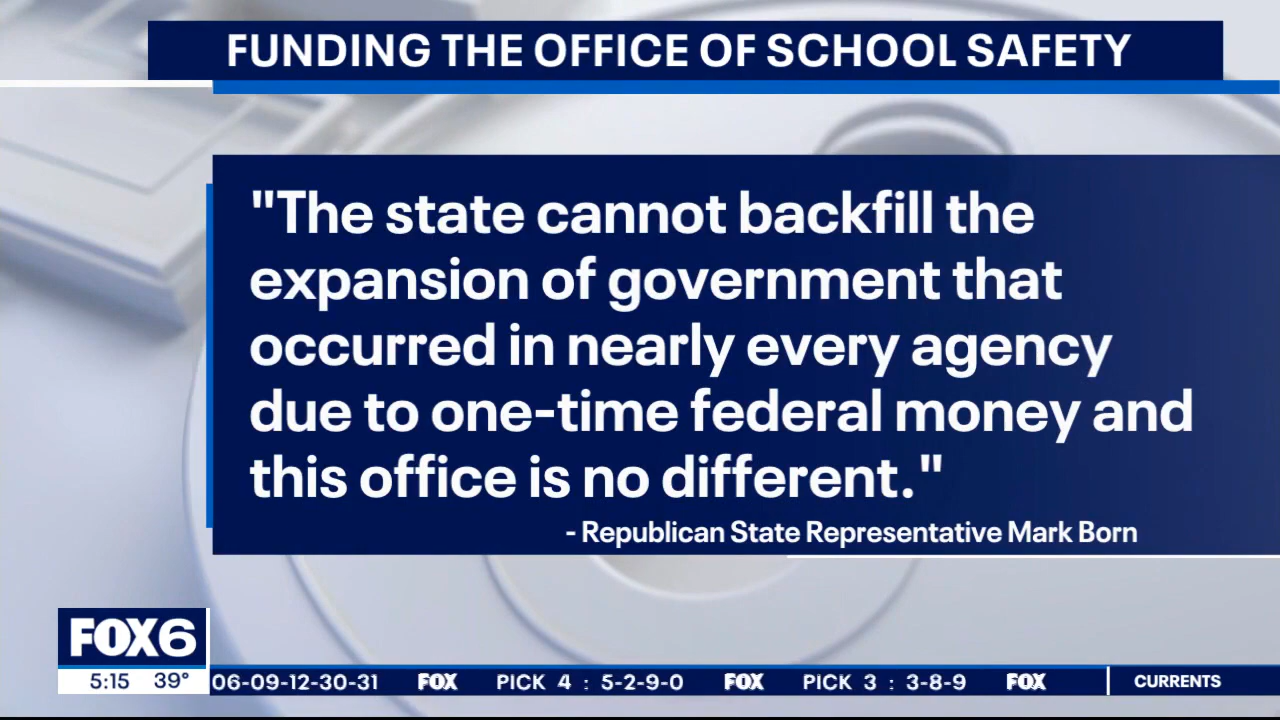 FUNDING THE OFFICE OF SCHOOL SAFETY
"The state cannot backfill the
expansion of government that
occurred in nearly every agency
due to one-time federal money and
this office is no different."
- Republican State Representative Mark Born
FOX6
5:15 39°
06-09-12-30-31 FOX PICK 4 : 5-2-9-0 FOX PICK 3 : 3-8-9 FOX
CURRENTS